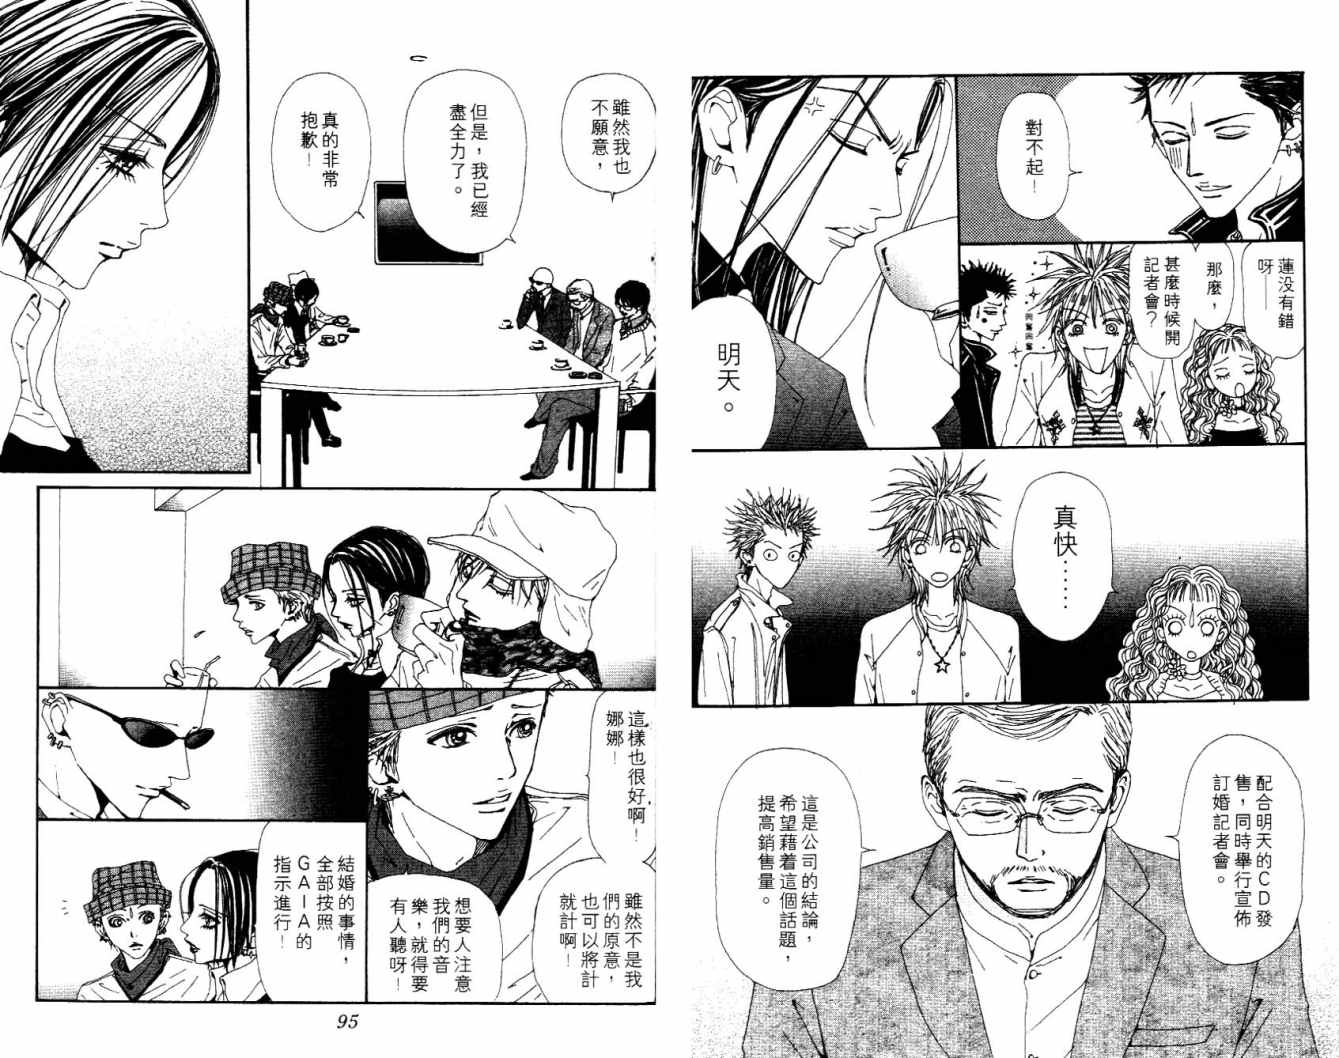 對不起！
蓮没有錯
呀——
那麼，
甚麼時候開
記者會？
興奮興奮
明天。
真快……
配合明天的CD發
售，同時舉行宣佈
訂婚記者會。
這是公司的結論，
希望藉着這個話題，
提高銷售量。
雖然我也
不願意，
但是，我已經
盡全力了。
真的非常
抱歉！
這樣也很好啊！
娜娜！
雖然不是我
們的原意，
也可以將計
就計啊！
想要人注意
我們的音
樂，就得要
有人聽呀！
結婚的事情，
全部按照
GAIA的
指示進行！
95